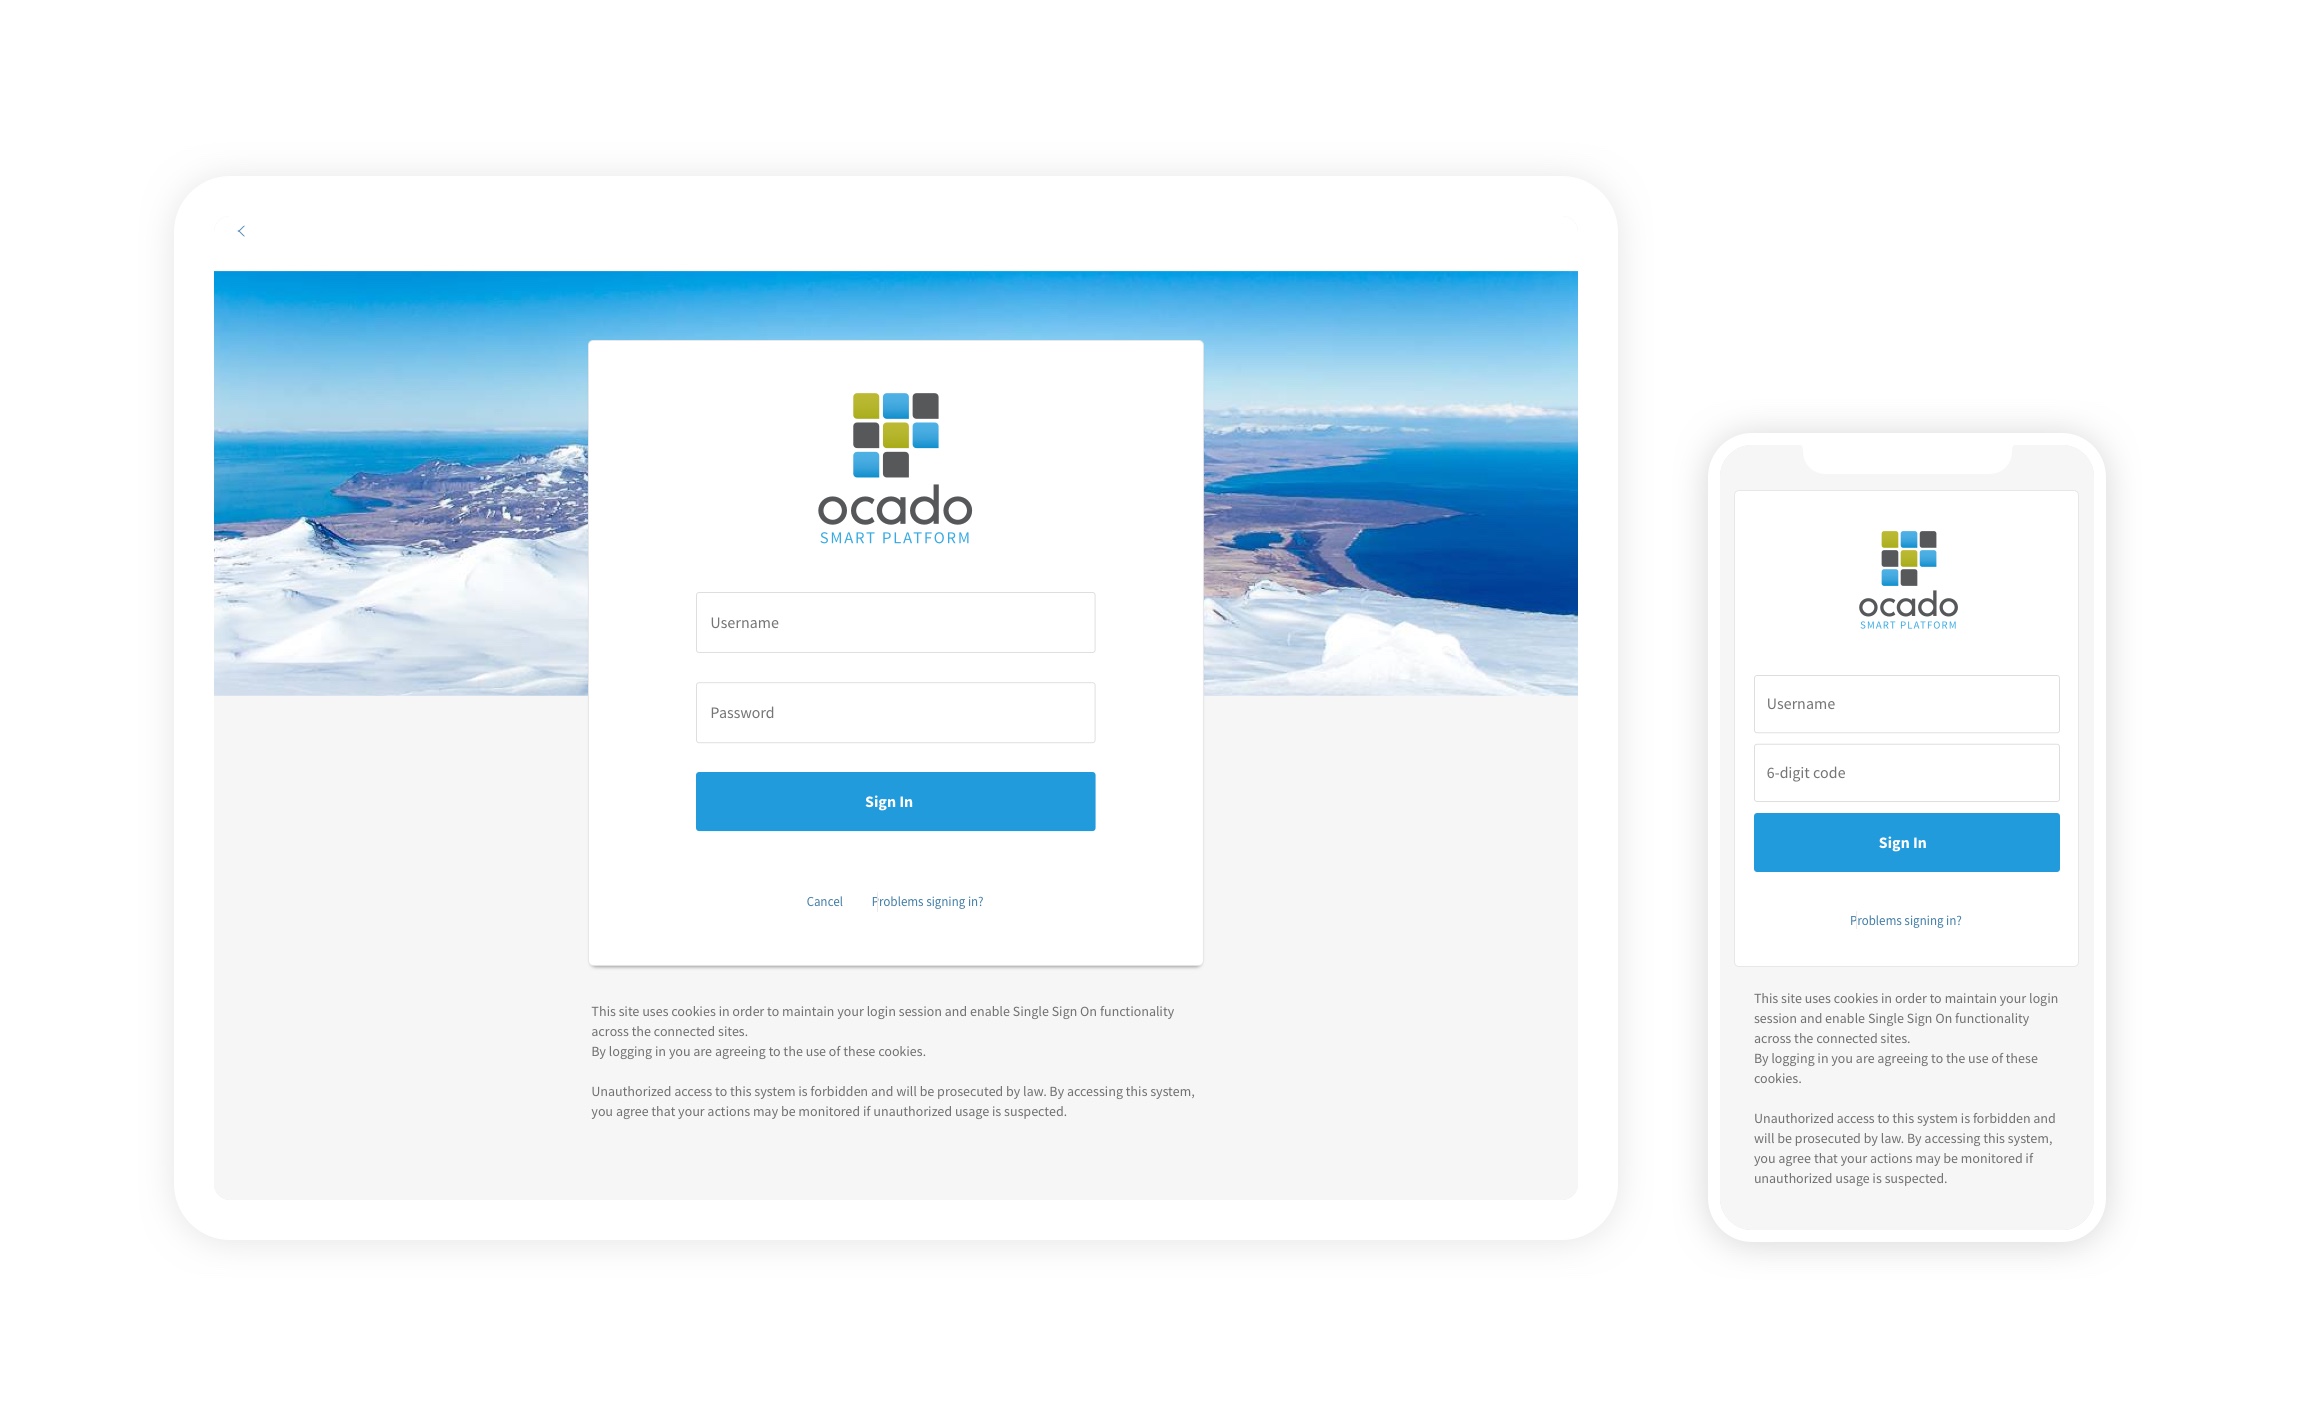 ocado
SMART PLATFORM
Username
Password
Sign In
Cancel Problems signing in?
This site uses cookies in order to maintain your login session and enable Single Sign On functionality
across the connected sites.
By logging in you are agreeing to the use of these cookies.
Unauthorized access to this system is forbidden and will be prosecuted by law. By accessing this system,
you agree that your actions may be monitored if unauthorized usage is suspected.
ocado
SMART PLATFORM
Username
6-digit code
Sign In
Problems signing in?
This site uses cookies in order to maintain your login
session and enable Single Sign On functionality
across the connected sites.
By logging in you are agreeing to the use of these
cookies.
Unauthorized access to this system is forbidden and
will be prosecuted by law. By accessing this system,
you agree that your actions may be monitored if
unauthorized usage is suspected.